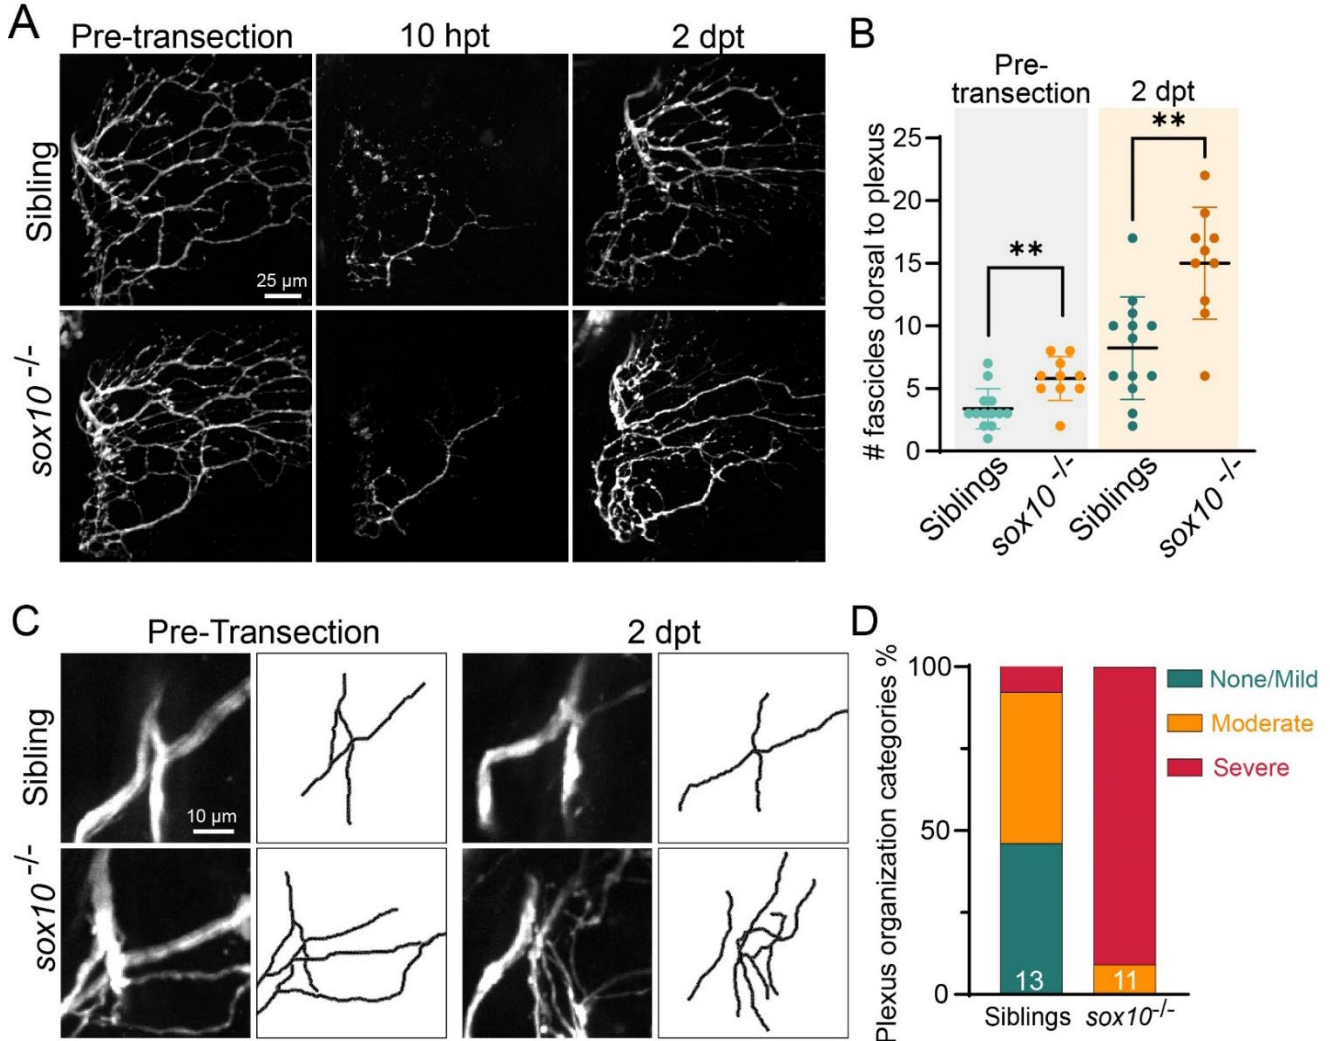 A
Pre-transection
10 hpt
2 dpt
Sibling
sox10 -/-
25 µm
B
Pre-
transection
2 dpt
**
**
# fascicles dorsal to plexus
25
20
15
10
5
0
Siblings
sox10 -/-
Siblings
sox10 -/-
C
Pre-Transection
2 dpt
Sibling
sox10 -/-
10 µm
D
Plexus organization categories %
100
50
0
13
11
Siblings
sox10-/-
None/Mild
Moderate
Severe